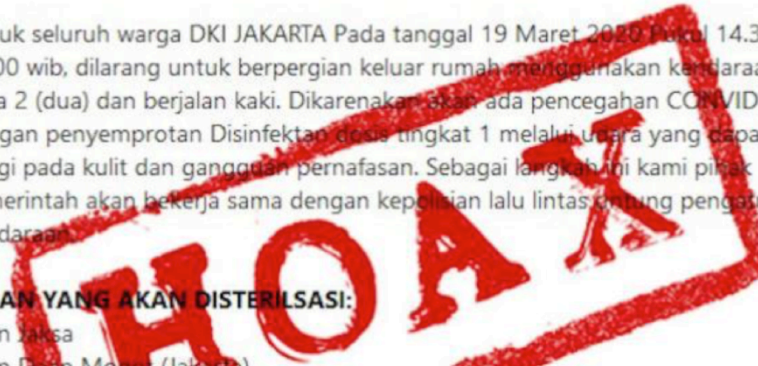 uk seluruh warga DKI JAKARTA Pada tanggal 19 Maret 2020 Pukul 14.3
00 wib, dilarang untuk berpergian keluar rumah menggunakan kendaraa
a 2 (dua) dan berjalan kaki. Dikarenakan akan ada pencegahan CONVID
gan penyemprotan Disinfektan dosis tingkat 1 melalui udara yang dapa
gi pada kulit dan gangguan pernafasan. Sebagai langkah ini kami pihak
merintah akan bekerja sama dengan kepolisian lalu lintas untung pengat
daraan
HOAX
AN YANG AKAN DISTERILSASI:
n Jaksa